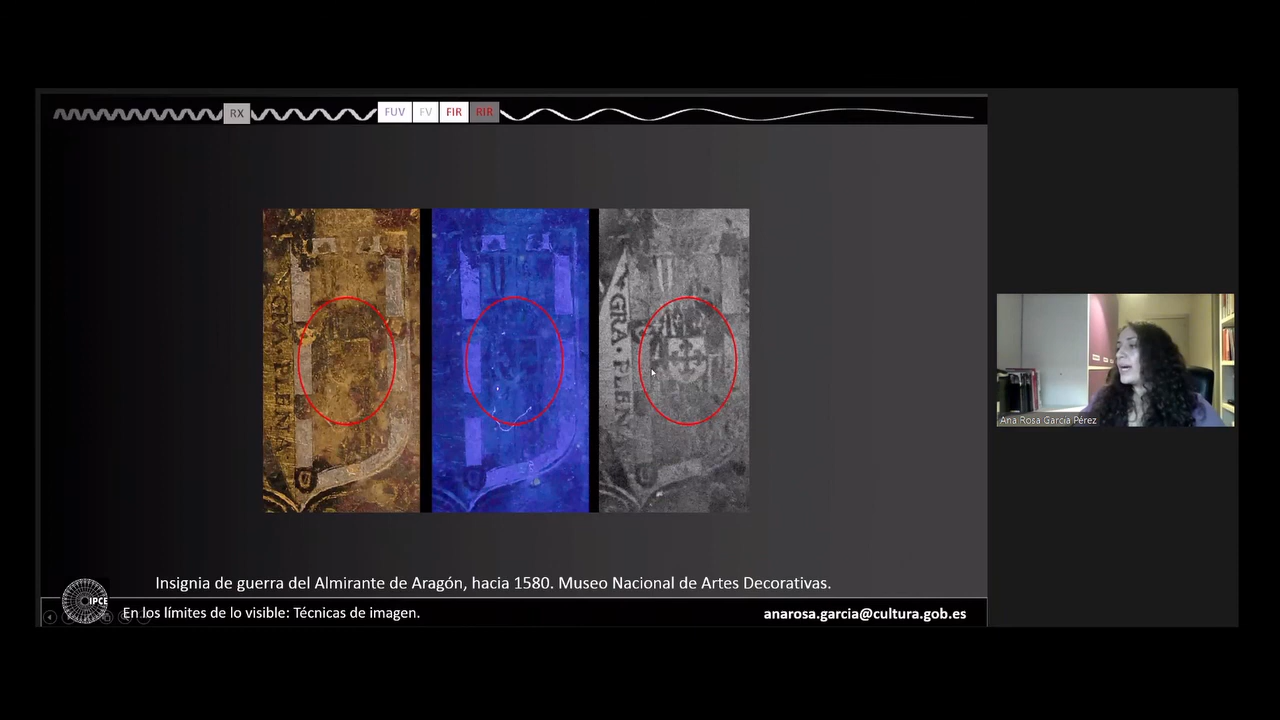 RX
FUV
FV
FIR
RIR
GRA · PLENA
GRA · PLENA
Ana Rosa García Pérez
Insignia de guerra del Almirante de Aragón, hacia 1580. Museo Nacional de Artes Decorativas.
IPCE
En los límites de lo visible: Técnicas de imagen.
anarosa.garcia@cultura.gob.es